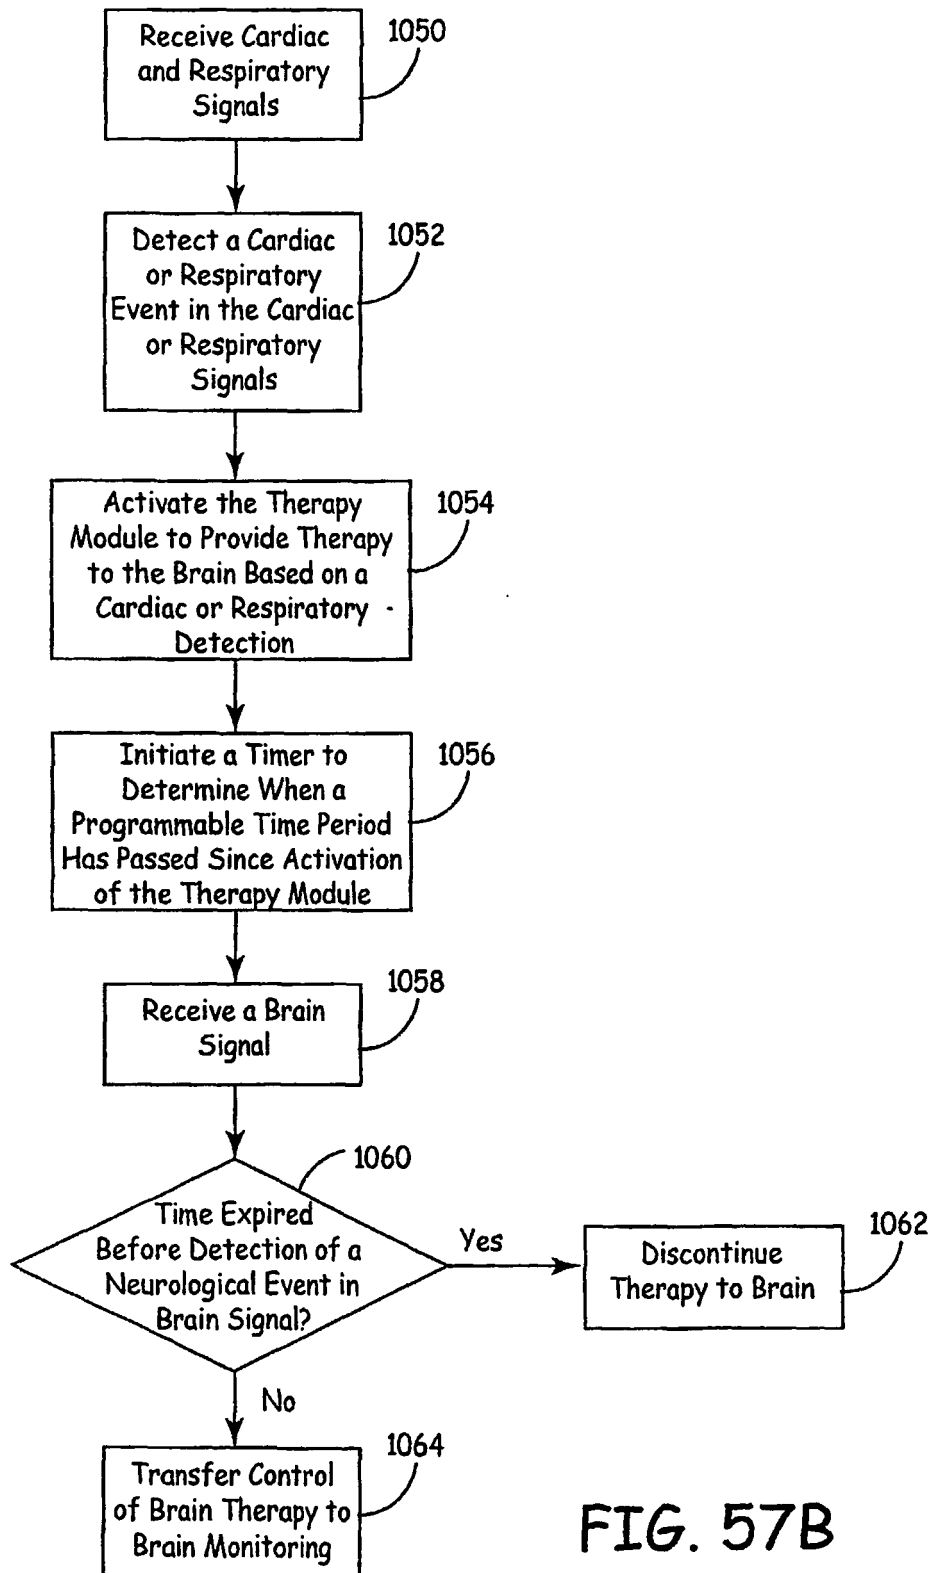 Receive Cardiac
and Respiratory
Signals
1050
Detect a Cardiac
or Respiratory
Event in the Cardiac
or Respiratory
Signals
1052
Activate the Therapy
Module to Provide Therapy
to the Brain Based on a
Cardiac or Respiratory
Detection
1054
Initiate a Timer to
Determine When a
Programmable Time Period
Has Passed Since Activation
of the Therapy Module
1056
Receive a Brain
Signal
1058
Time Expired
Before Detection of a
Neurological Event in
Brain Signal?
1060
Yes
Discontinue
Therapy to Brain
1062
No
Transfer Control
of Brain Therapy to
Brain Monitoring
1064
FIG. 57B